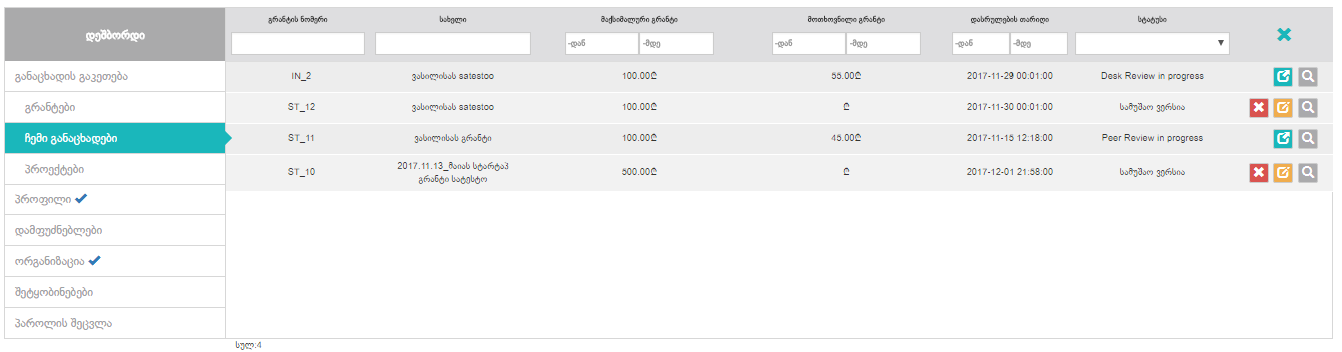 დეშბორდი
განაცხადის გაკეთება
გრანტები
ჩემი განაცხადები
პროექტები
პროფილი
დამფუძნებლები
ორგანიზაცია
შეტყობინებები
პაროლის შეცვლა
გრანტის ნომერი სახელი მაქსიმალური გრანტი მოთხოვნილი გრანტი დასრულების თარიღი სტატუსი
-დან -მდე -დან -მდე -დან -მდე
IN_2 ვასილისას satestoo 100.00₾ 55.00₾ 2017-11-29 00:01:00 Desk Review in progress
ST_12 ვასილისას satestoo 100.00₾ ₾ 2017-11-30 00:01:00 სამუშაო ვერსია
ST_11 ვასილისას გრანტი 100.00₾ 45.00₾ 2017-11-15 12:18:00 Peer Review in progress
2017.11.13_მაიას სტარტაპ
ST_10 გრანტი სატესტო 500.00₾ ₾ 2017-12-01 21:58:00 სამუშაო ვერსია
სულ:4